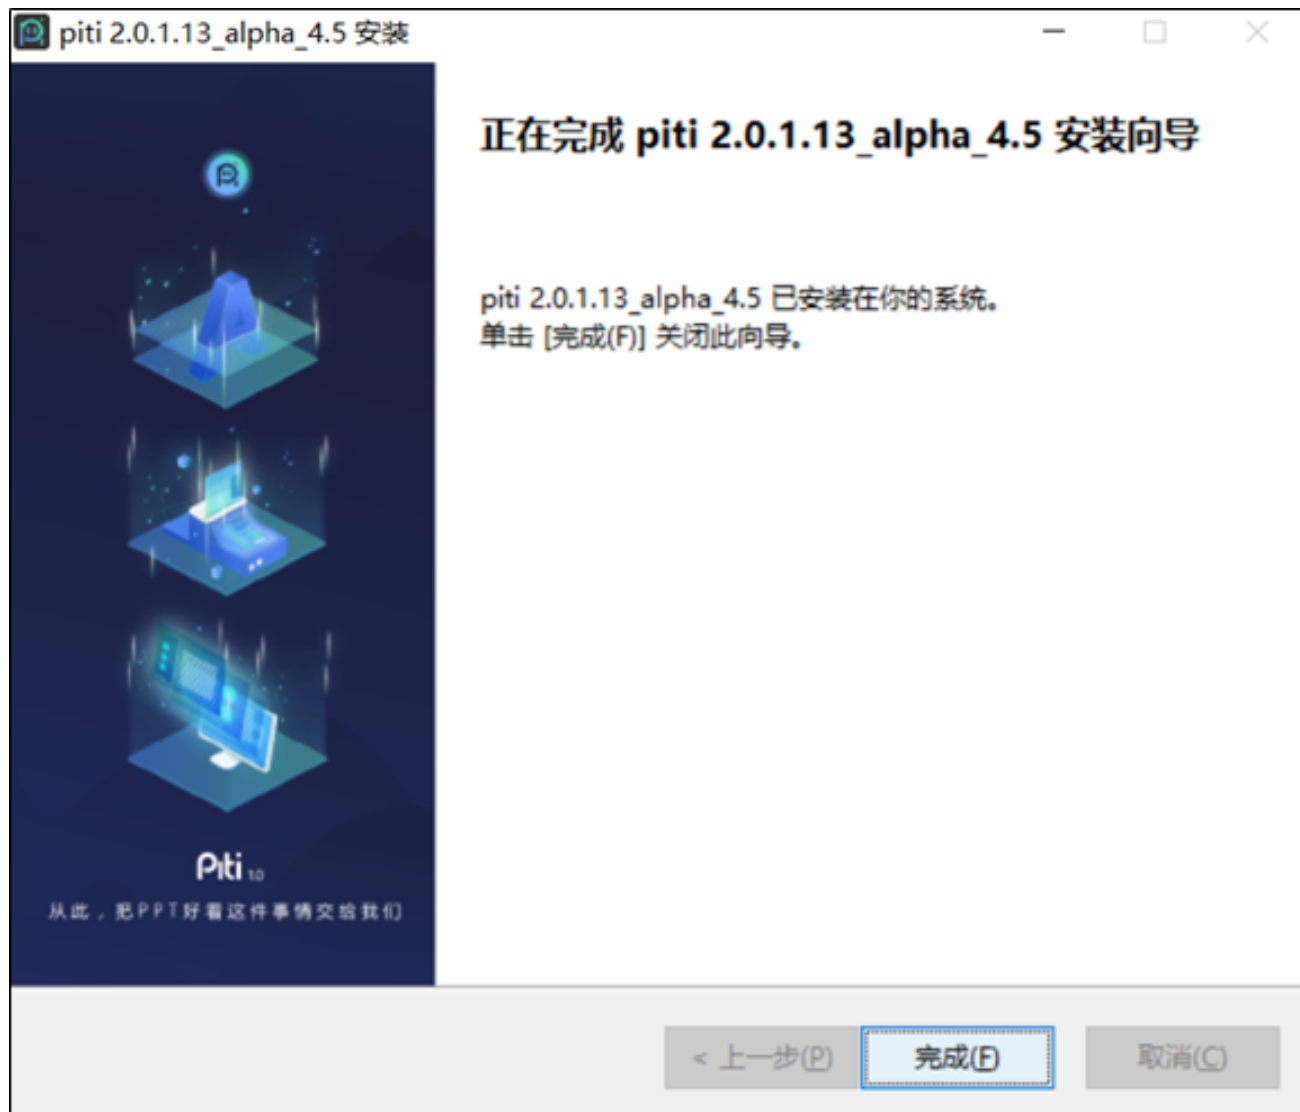 piti 2.0.1.13_alpha_4.5 安装
正在完成 piti 2.0.1.13_alpha_4.5 安装向导
piti 2.0.1.13_alpha_4.5 已安装在你的系统。
单击 [完成(F)] 关闭此向导。
Piti 1.0
从此，把PPT好看这件事情交给我们
< 上一步(P)
完成(F)
取消(C)